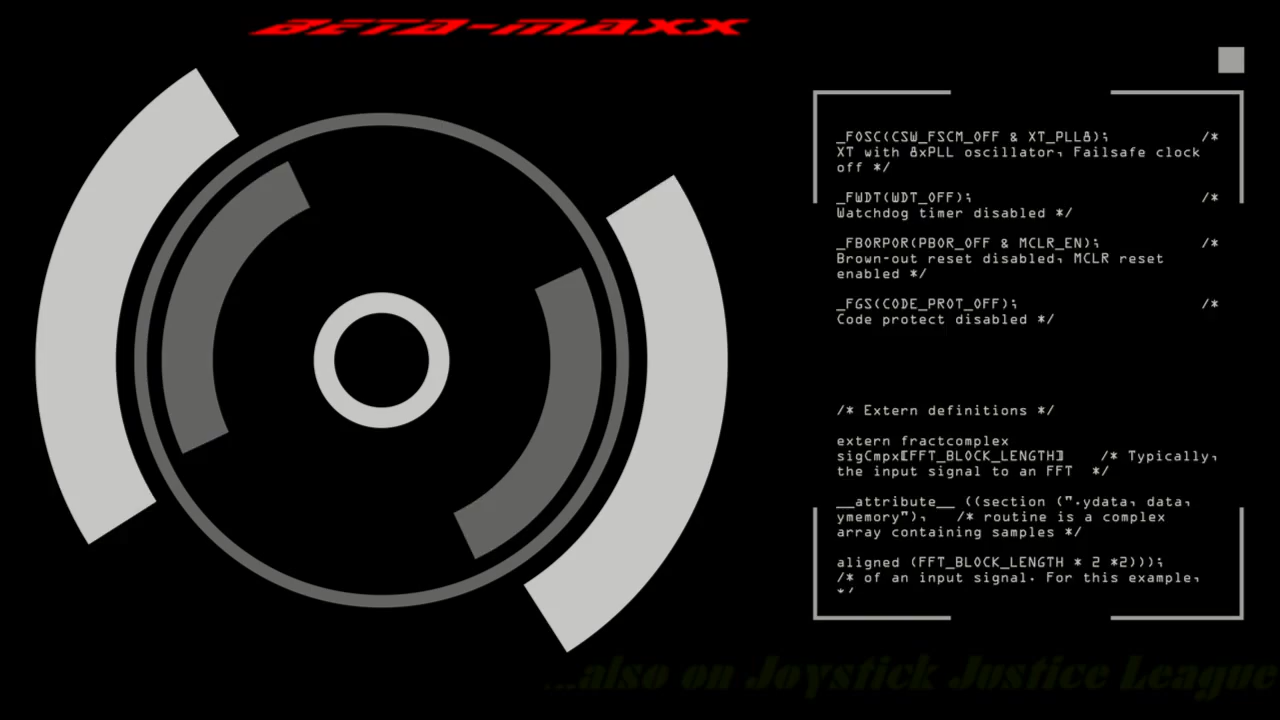 BETA-MAXX
_FOSC(CSW_FSCM_OFF & XT_PLL8); /*
XT with 8xPLL oscillator, Failsafe clock
off */
_FWDT(WDT_OFF); /*
Watchdog timer disabled */
_FBORPOR(PBOR_OFF & MCLR_EN); /*
Brown-out reset disabled, MCLR reset
enabled */
_FGS(CODE_PROT_OFF); /*
Code protect disabled */
/* Extern definitions */
extern fractcomplex
sigCmpx[FFT_BLOCK_LENGTH] /* Typically,
the input signal to an FFT */
__attribute__ ((section (".ydata, data,
ymemory"), /* routine is a complex
array containing samples */
aligned (FFT_BLOCK_LENGTH * 2 *2)));
/* of an input signal. For this example,
*/
...also on Joystick Justice League